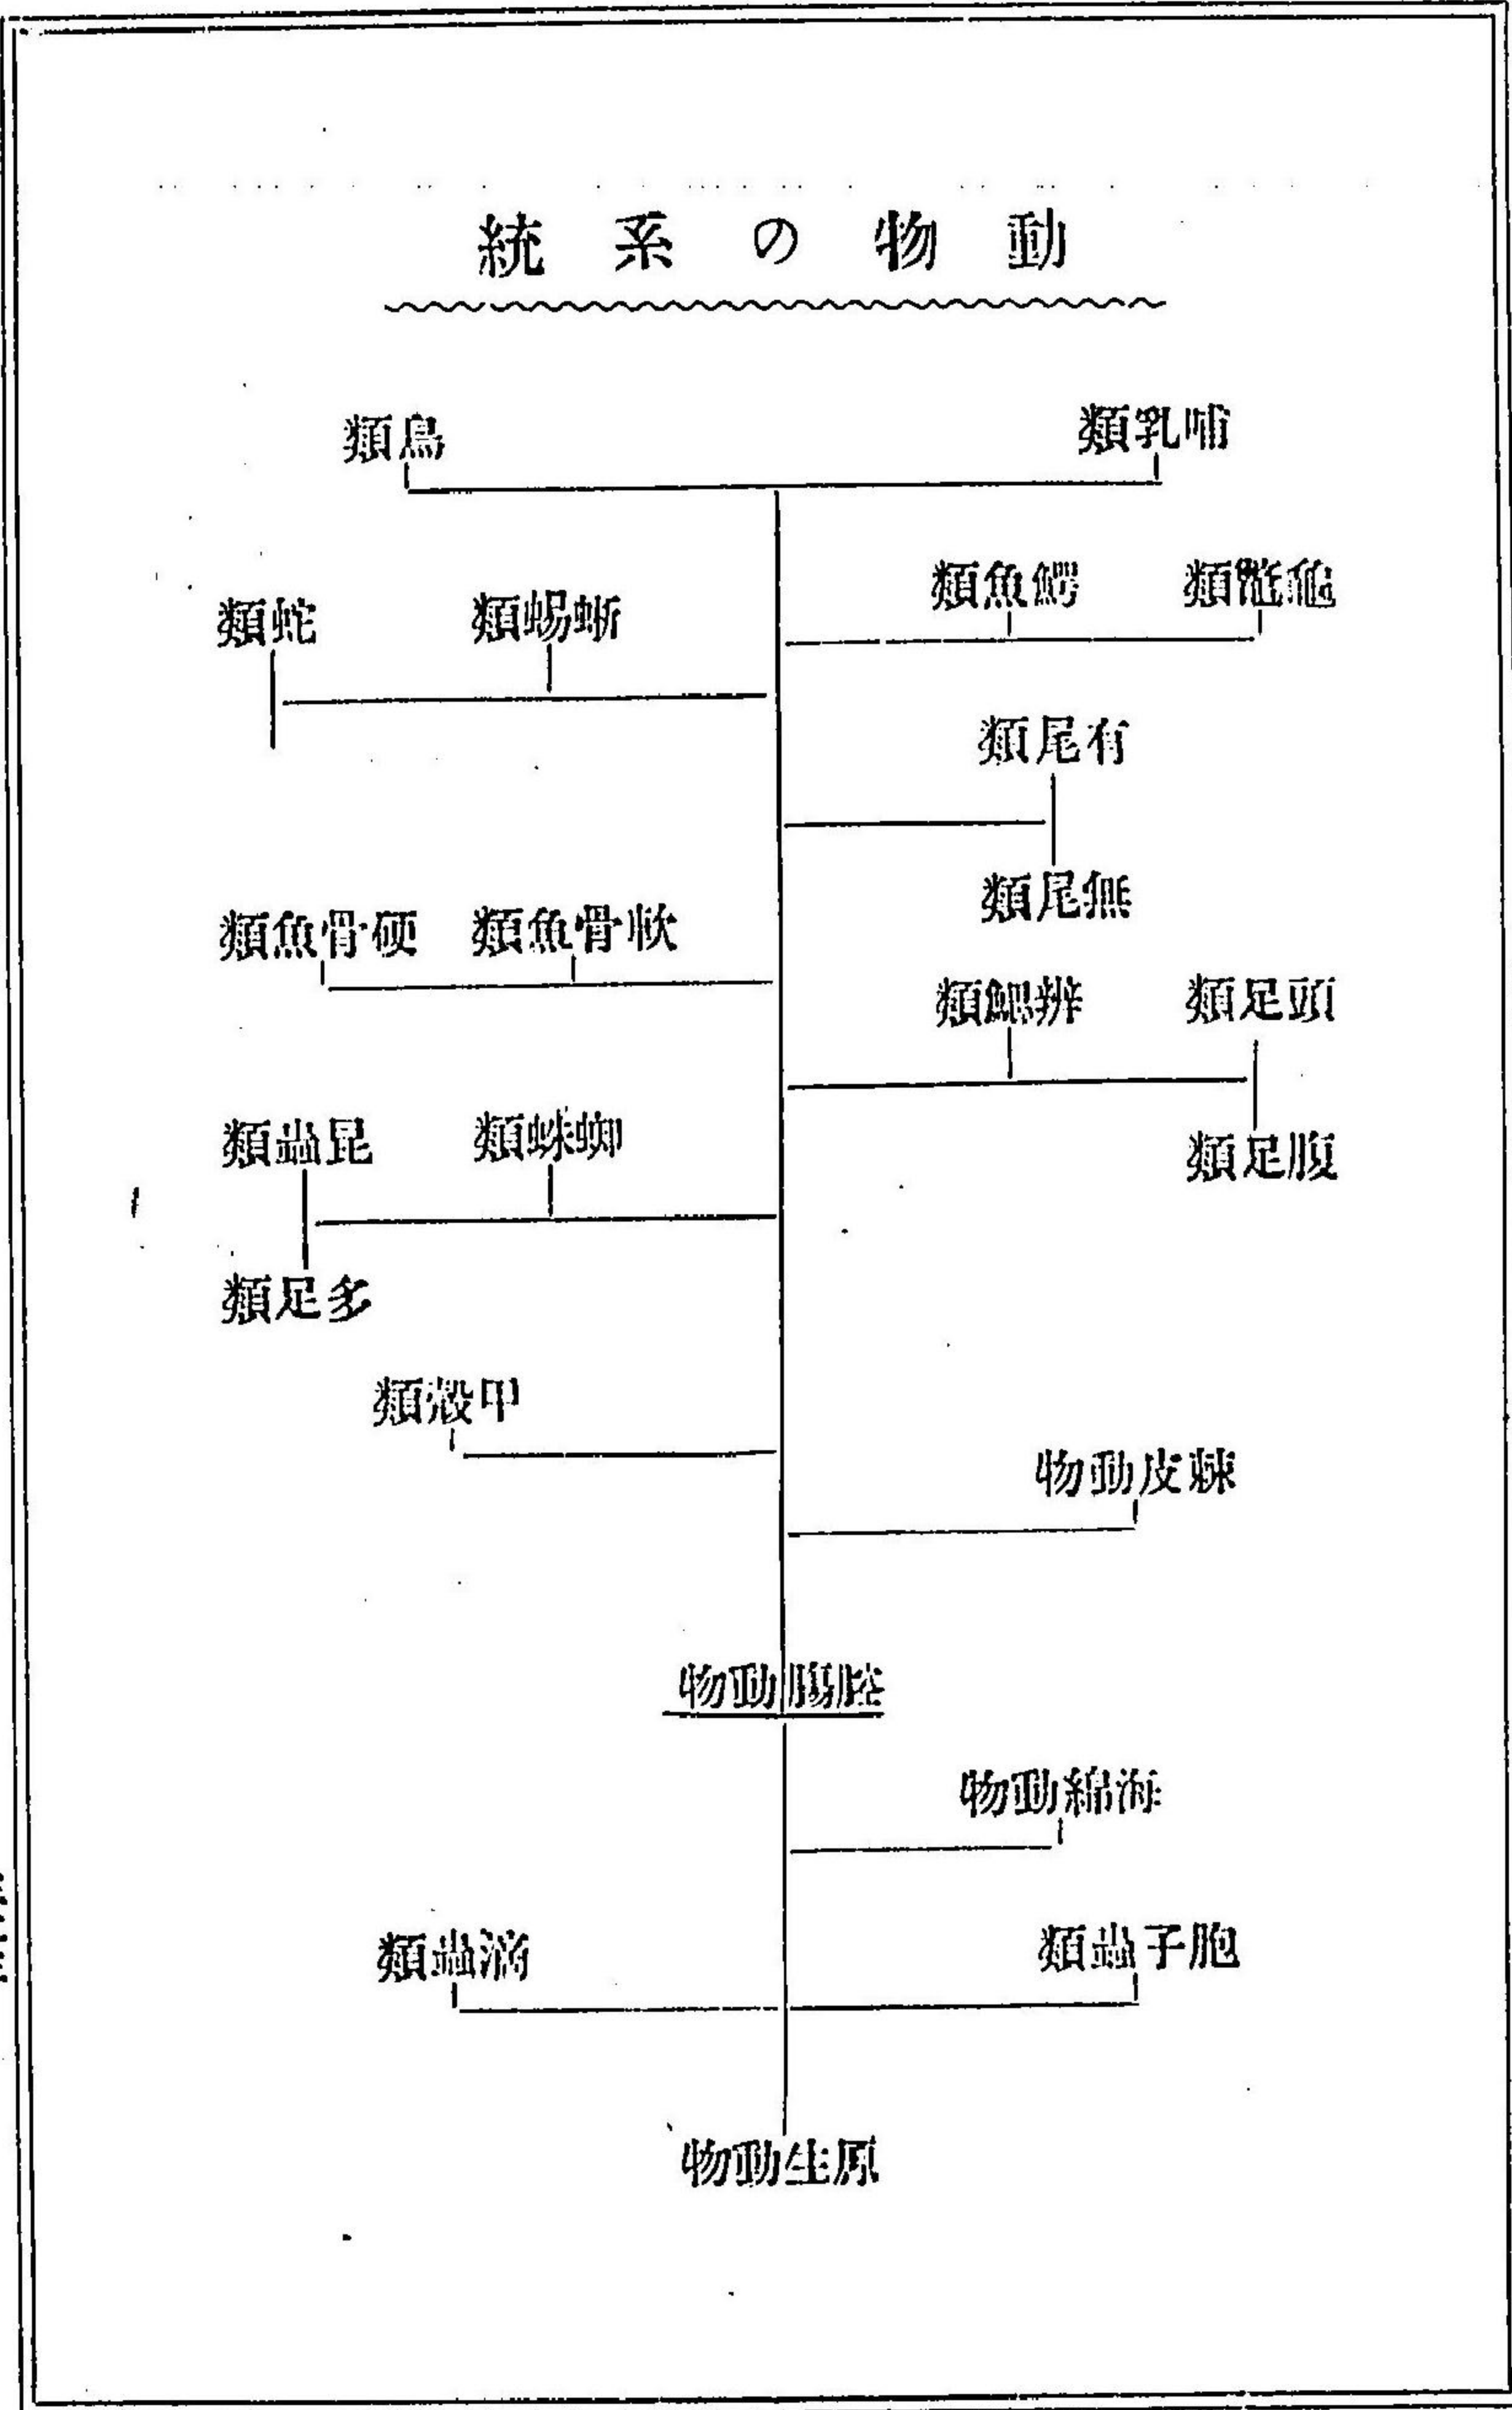 動物の系統
哺乳類
鳥類
龜鼈類
鰐魚類
蜥蜴類
蛇類
有尾類
無尾類
軟骨魚類
硬骨魚類
頭足類
辨鰓類
腹足類
蜘蛛類
昆蟲類
多足類
甲殻類
棘皮動物
腔腸動物
海綿動物
胞子蟲類
滴蟲類
原生動物